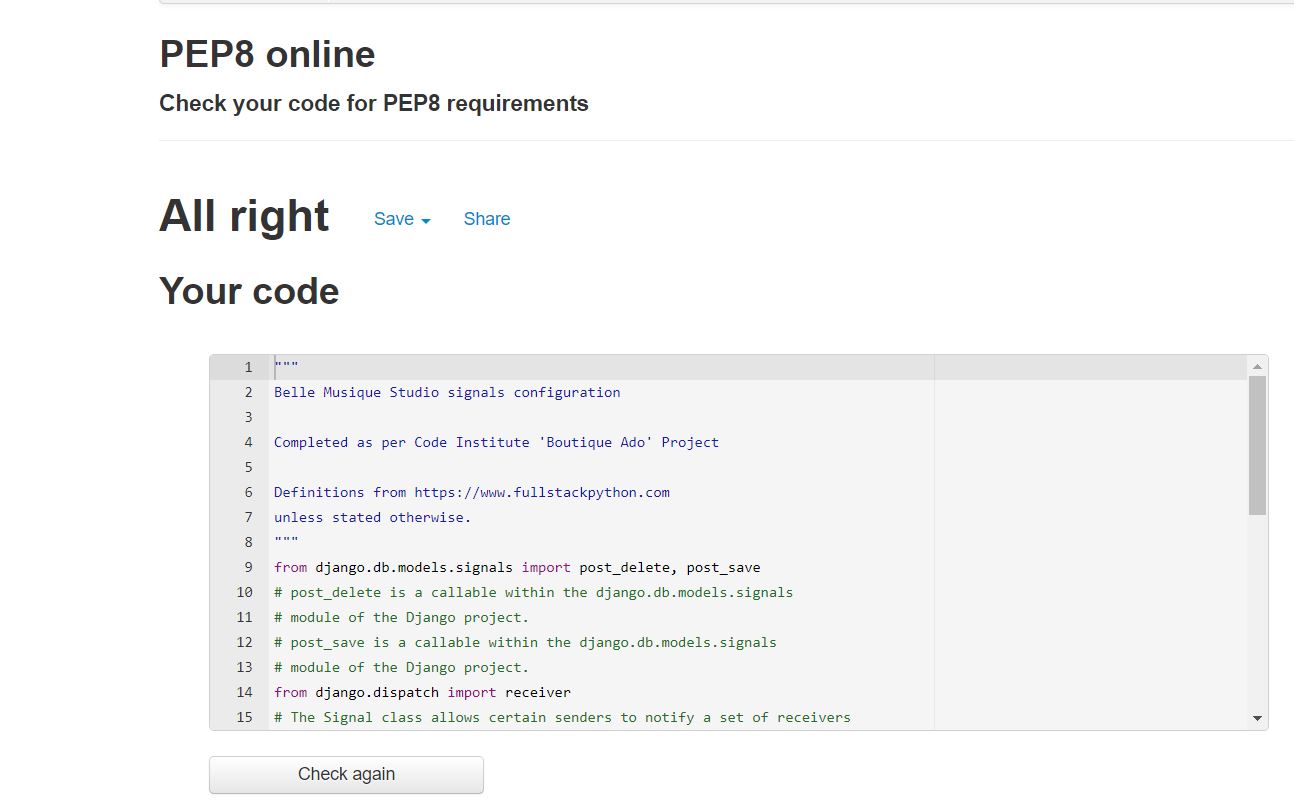 PEP8 online
Check your code for PEP8 requirements
All right Save Share
Your code
1 """
2 Belle Musique Studio signals configuration
3
4 Completed as per Code Institute 'Boutique Ado' Project
5
6 Definitions from https://www.fullstackpython.com
7 unless stated otherwise.
8 """
9 from django.db.models.signals import post_delete, post_save
10 # post_delete is a callable within the django.db.models.signals
11 # module of the Django project.
12 # post_save is a callable within the django.db.models.signals
13 # module of the Django project.
14 from django.dispatch import receiver
15 # The Signal class allows certain senders to notify a set of receivers
Check again